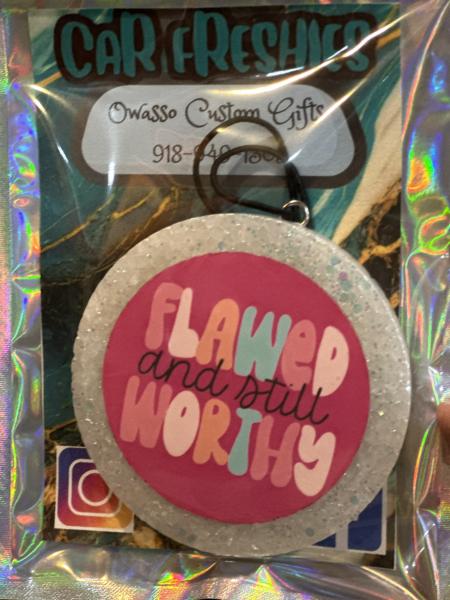 CAR FRESHIES
Owasso Custom Gifts
FLAWED
and still
WORTHY